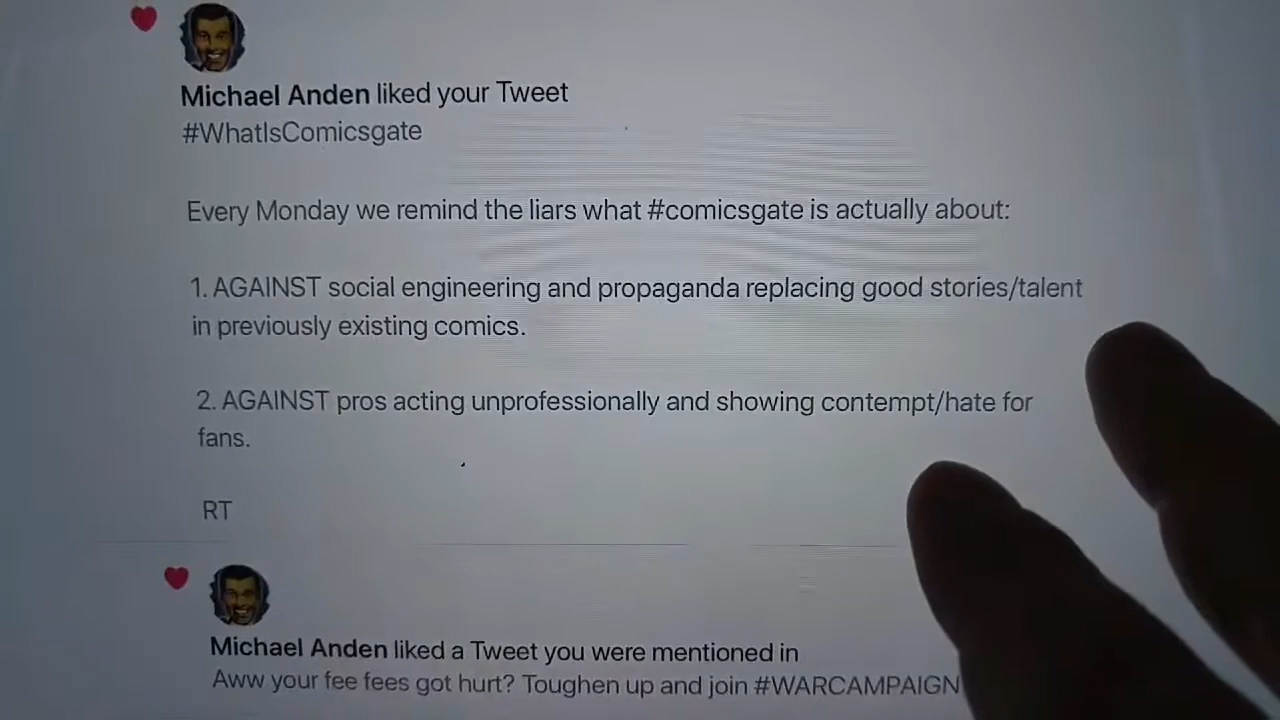 Michael Anden liked your Tweet
#WhatIsComicsgate
Every Monday we remind the liars what #comicsgate is actually about:
1. AGAINST social engineering and propaganda replacing good stories/talent
in previously existing comics.
2. AGAINST pros acting unprofessionally and showing contempt/hate for
fans.
RT
Michael Anden liked a Tweet you were mentioned in
Aww your fee fees got hurt? Toughen up and join #WARCAMPAIGN